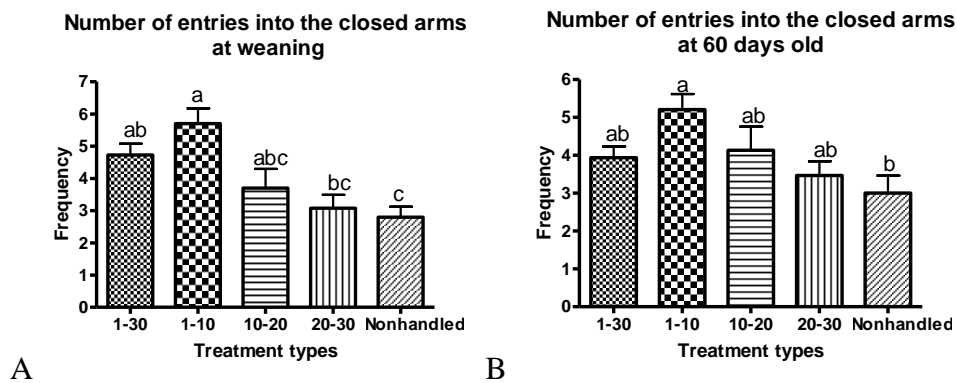 Number of entries into the closed arms
at weaning
7
6
5
4
3
2
1
0
Frequency
ab
a
abc
bc
c
1-30 1-10 10-20 20-30 Nonhandled
Treatment types
A
Number of entries into the closed arms
at 60 days old
6
5
4
3
2
1
0
Frequency
ab
a
ab
ab
b
1-30 1-10 10-20 20-30 Nonhandled
Treatment types
B